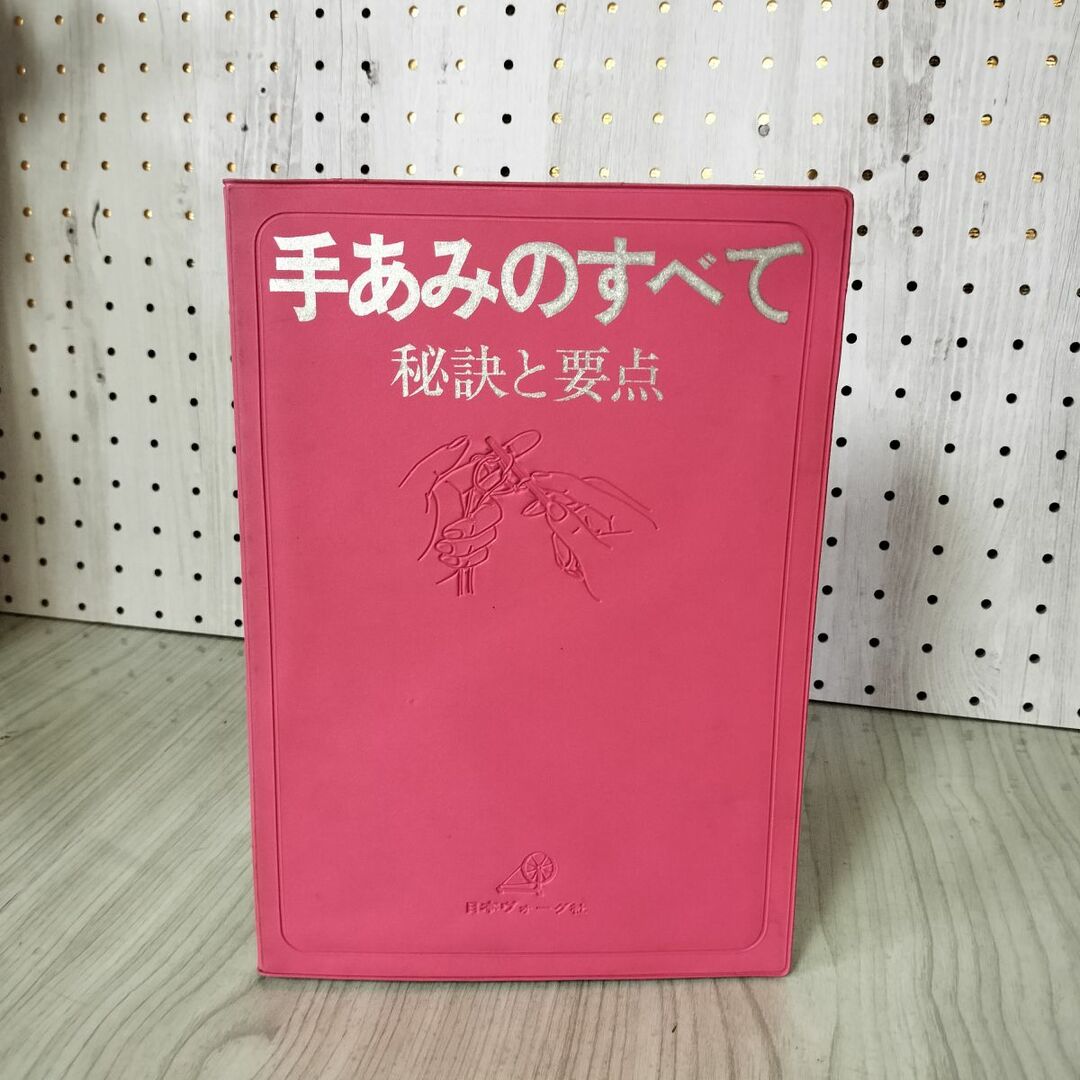 手あみのすべて
秘訣と要点
日本ヴォーグ社